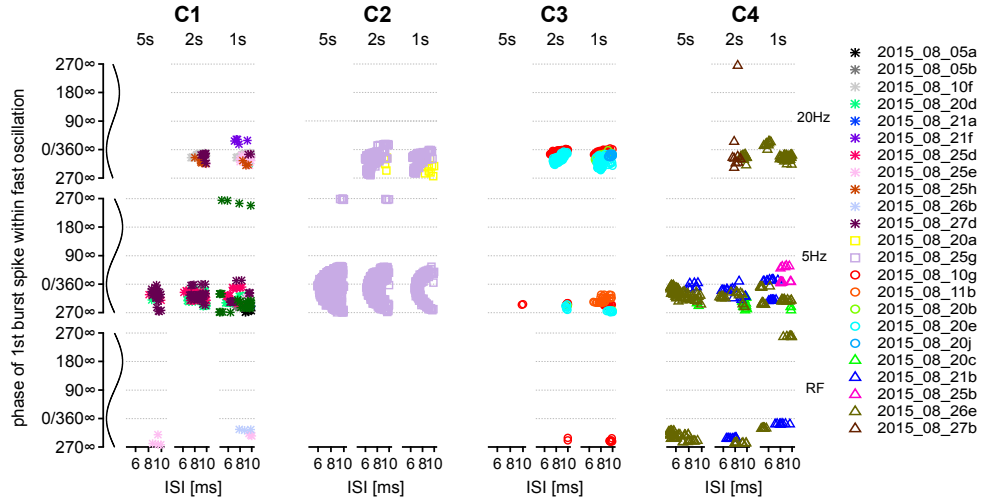 C1 C2 C3 C4
5s 2s 1s 5s 2s 1s 5s 2s 1s 5s 2s 1s
phase of 1st burst spike within fast oscillation
270∞
180∞
90∞
0/360∞
270∞
20Hz
270∞
180∞
90∞
0/360∞
270∞
5Hz
270∞
180∞
90∞
0/360∞
270∞
RF
6 810 6 810 6 810 6 810 6 810 6 810 6 810 6 810 6 810 6 810 6 810 6 810
ISI [ms] ISI [ms] ISI [ms] ISI [ms]
2015_08_05a
2015_08_05b
2015_08_10f
2015_08_20d
2015_08_21a
2015_08_21f
2015_08_25d
2015_08_25e
2015_08_25h
2015_08_26b
2015_08_27d
2015_08_20a
2015_08_25g
2015_08_10g
2015_08_11b
2015_08_20b
2015_08_20e
2015_08_20j
2015_08_20c
2015_08_21b
2015_08_25b
2015_08_26e
2015_08_27b